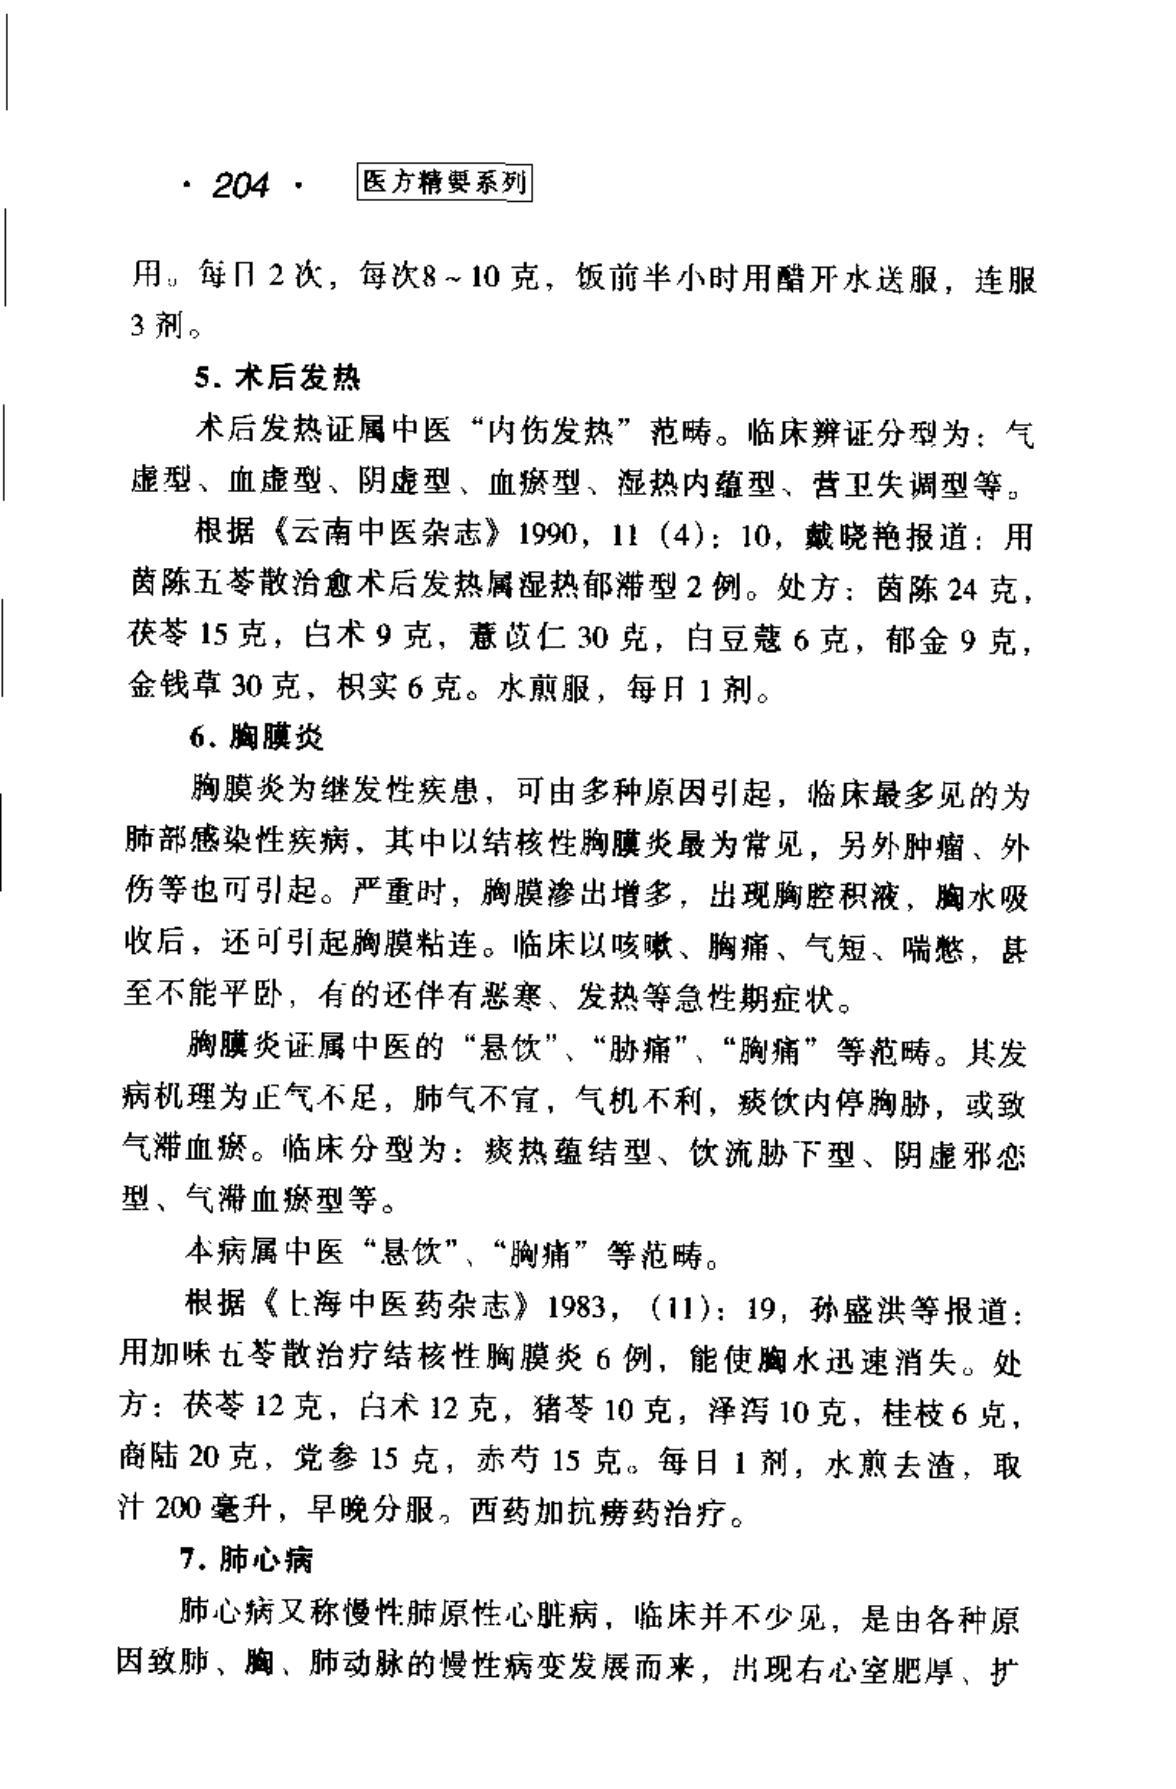 · 204 · 医方精要系列
用。每日 2 次，每次8～10 克，饭前半小时用醋开水送服，连服
3 剂。
5. 术后发热
术后发热证属中医“内伤发热”范畴。临床辨证分型为：气
虚型、血虚型、阴虚型、血瘀型、湿热内蕴型、营卫失调型等。
根据《云南中医杂志》1990，11（4）：10，戴晓艳报道：用
茵陈五苓散治愈术后发热属湿热郁滞型 2 例。处方：茵陈 24 克，
茯苓 15 克，白术 9 克，薏苡仁 30 克，白豆蔻 6 克，郁金 9 克，
金钱草 30 克，枳实 6 克。水煎服，每日 1 剂。
6. 胸膜炎
胸膜炎为继发性疾患，可由多种原因引起，临床最多见的为
肺部感染性疾病，其中以结核性胸膜炎最为常见，另外肿瘤、外
伤等也可引起。严重时，胸膜渗出增多，出现胸腔积液，胸水吸
收后，还可引起胸膜粘连。临床以咳嗽、胸痛、气短、喘憋，甚
至不能平卧，有的还伴有恶寒、发热等急性期症状。
胸膜炎证属中医的“悬饮”、“胁痛”、“胸痛”等范畴。其发
病机理为正气不足，肺气不宣，气机不利，痰饮内停胸胁，或致
气滞血瘀。临床分型为：痰热蕴结型、饮流胁下型、阴虚邪恋
型、气滞血瘀型等。
本病属中医“悬饮”、“胸痛”等范畴。
根据《上海中医药杂志》1983，（11）：19，孙盛洪等报道：
用加味五苓散治疗结核性胸膜炎 6 例，能使胸水迅速消失。处
方：茯苓 12 克，白术 12 克，猪苓 10 克，泽泻 10 克，桂枝 6 克，
商陆 20 克，党参 15 克，赤芍 15 克。每日 1 剂，水煎去渣，取
汁 200 毫升，早晚分服。西药加抗痨药治疗。
7. 肺心病
肺心病又称慢性肺原性心脏病，临床并不少见，是由各种原
因致肺、胸、肺动脉的慢性病变发展而来，出现右心室肥厚、扩